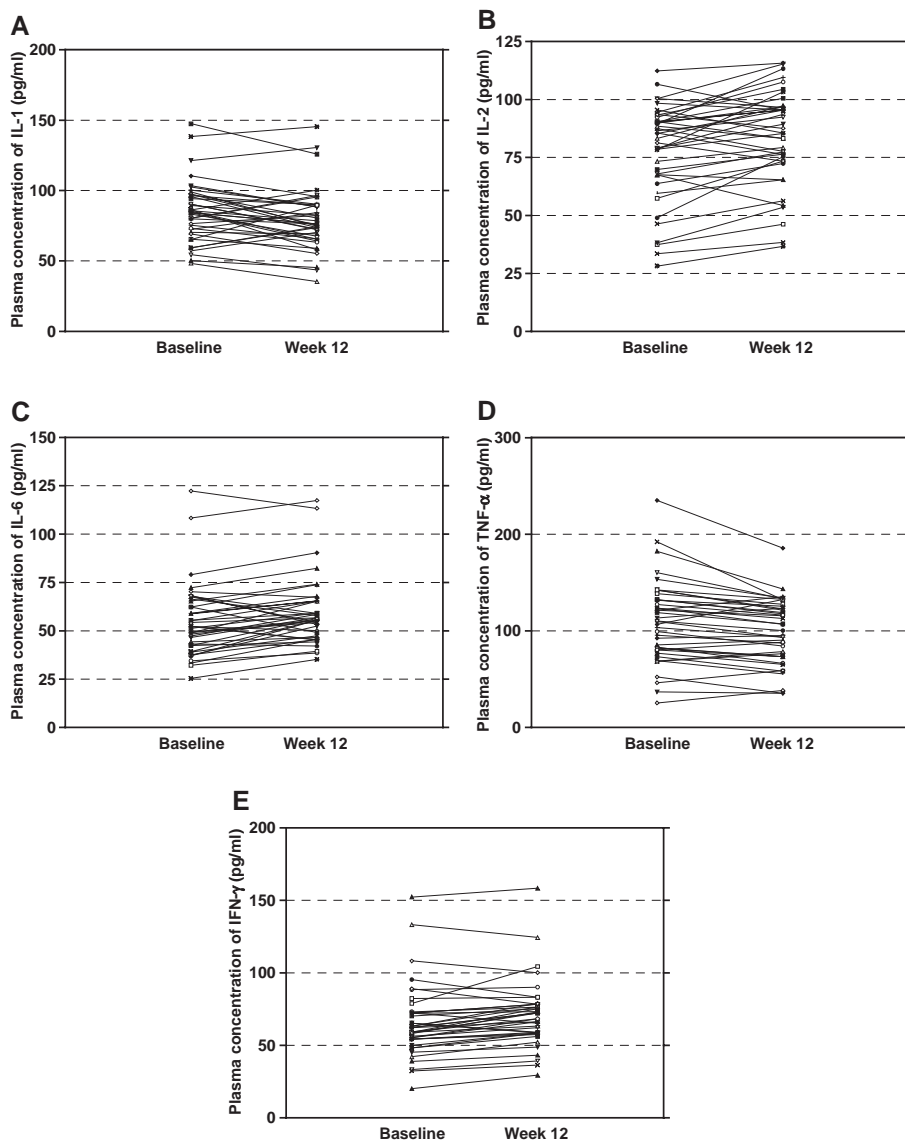 A
Plasma concentration of IL-1 (pg/ml)
200
150
100
50
0
Baseline Week 12
B
Plasma concentration of IL-2 (pg/ml)
125
100
75
50
25
0
Baseline Week 12
C
Plasma concentration of IL-6 (pg/ml)
150
125
100
75
50
25
0
Baseline Week 12
D
Plasma concentration of TNF-α (pg/ml)
300
200
100
0
Baseline Week 12
E
Plasma concentration of IFN-γ (pg/ml)
200
150
100
50
0
Baseline Week 12